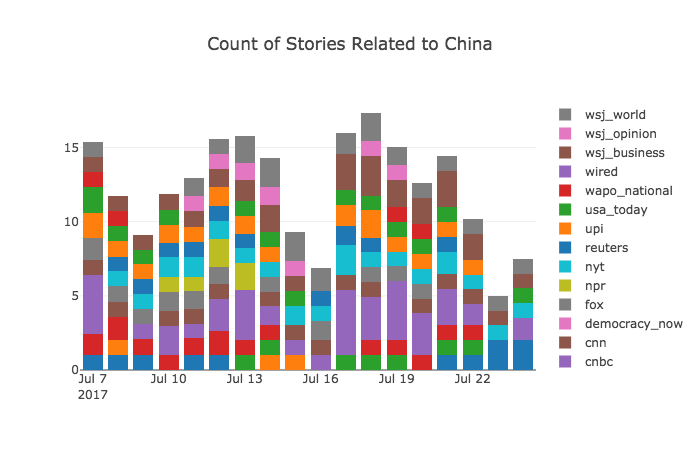 Count of Stories Related to China
15
10
5
0
Jul 7
2017
Jul 10
Jul 13
Jul 16
Jul 19
Jul 22
wsj_world
wsj_opinion
wsj_business
wired
wapo_national
usa_today
upi
reuters
nyt
npr
fox
democracy_now
cnn
cnbc